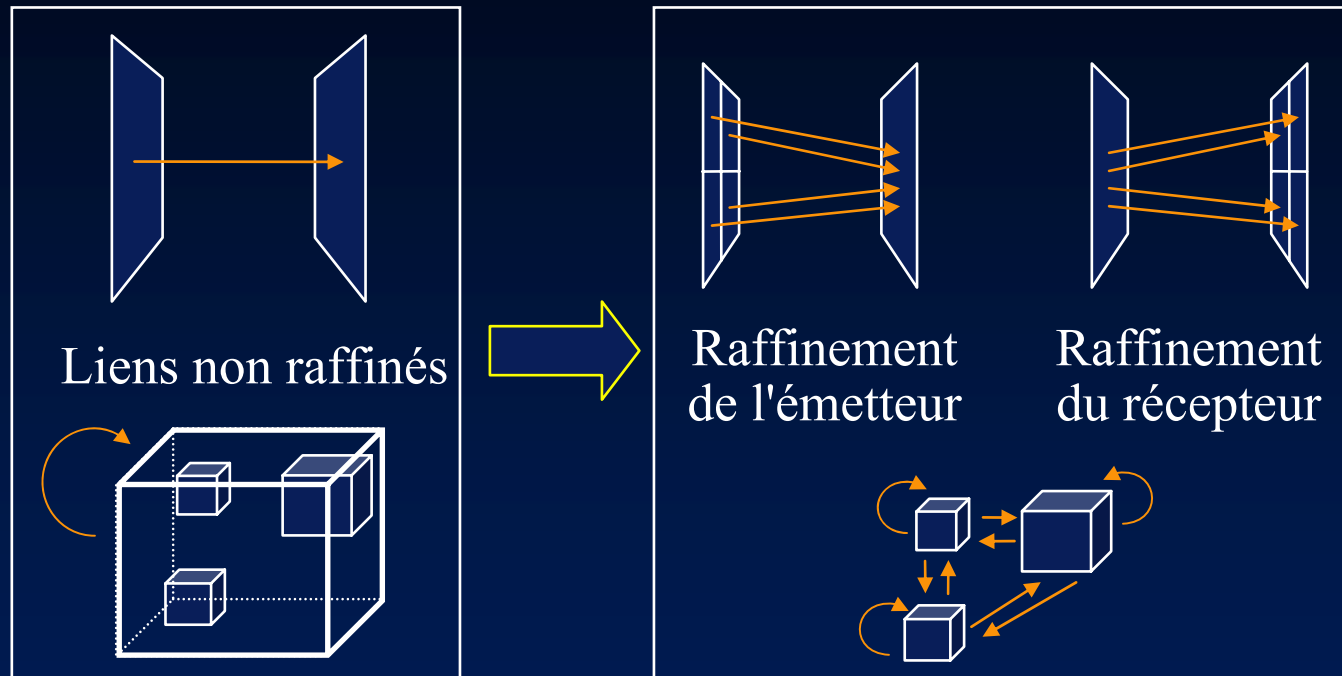 Liens non raffinés
Raffinement
de l'émetteur
Raffinement
du récepteur